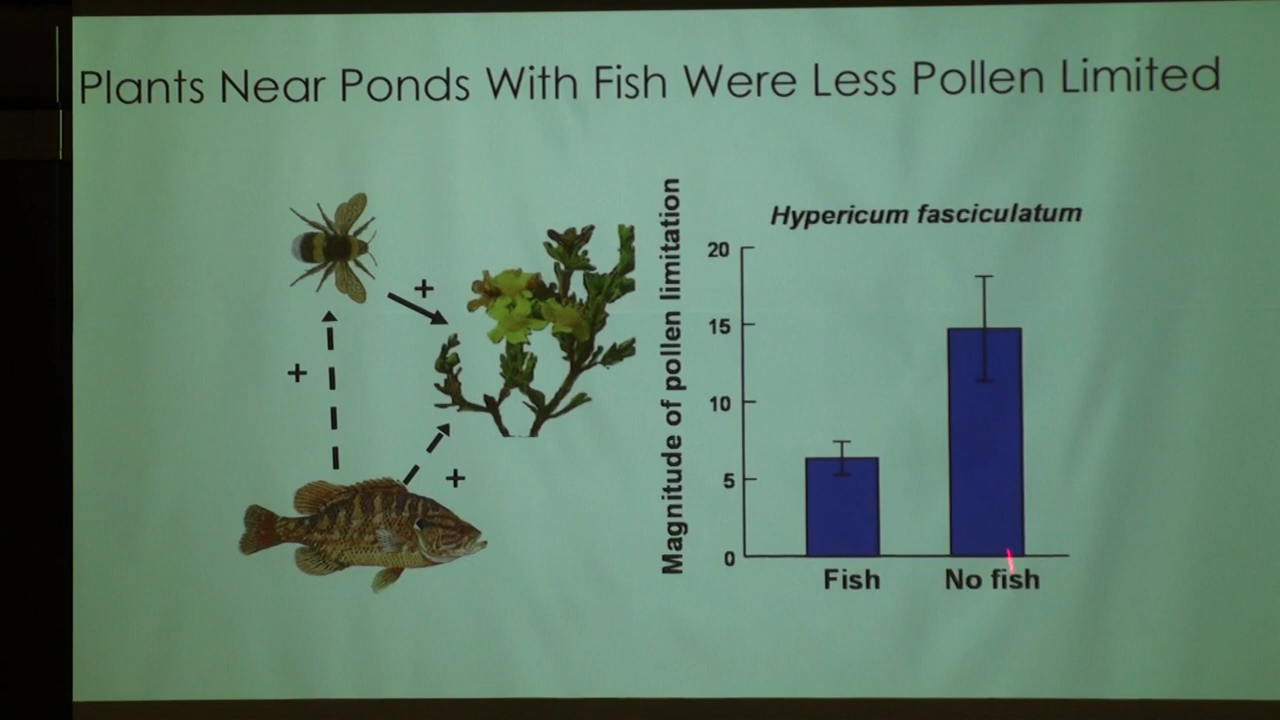 Plants Near Ponds With Fish Were Less Pollen Limited
+
+
+
Magnitude of pollen limitation
Hypericum fasciculatum
20
15
10
5
0
Fish
No fish